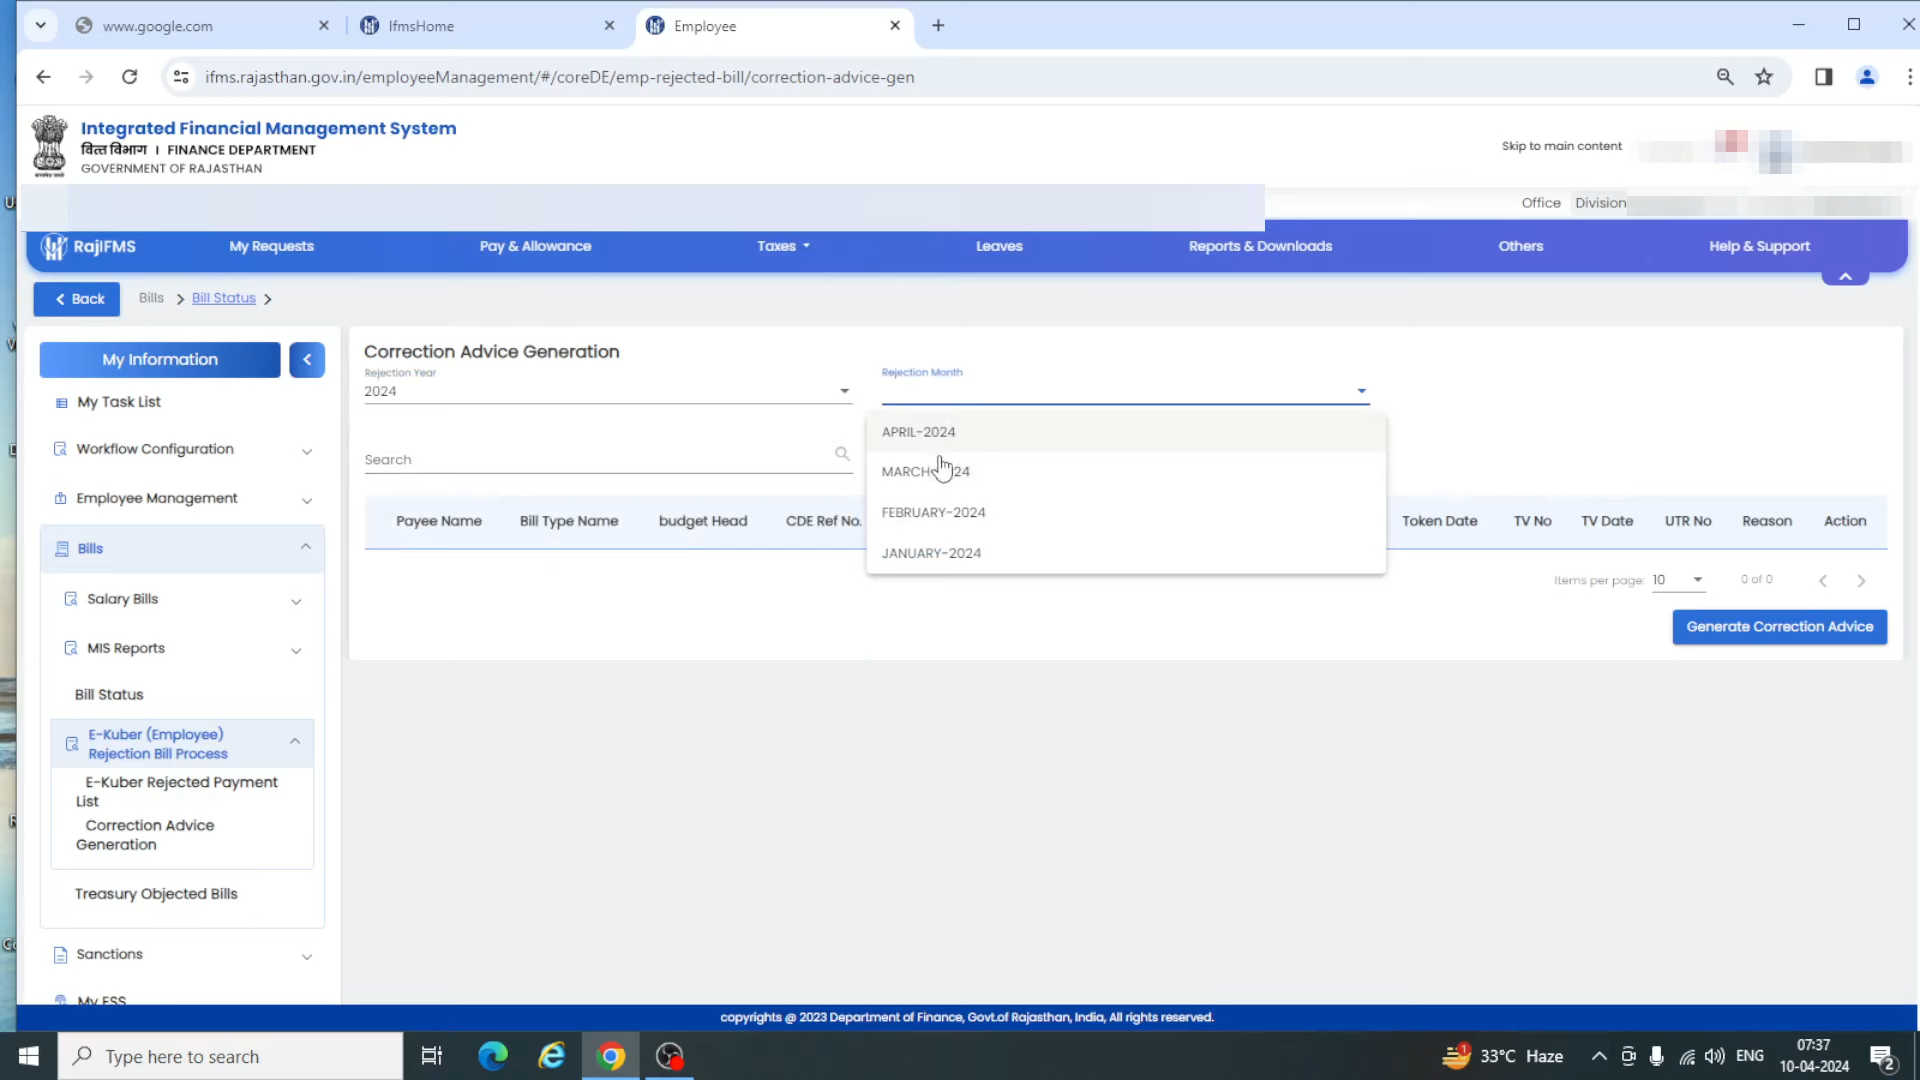 www.google.com
IfmsHome
Employee
ifms.rajasthan.gov.in/employeeManagement/#/coreDE/emp-rejected-bill/correction-advice-gen
Integrated Financial Management System
वित्त विभाग | FINANCE DEPARTMENT
GOVERNMENT OF RAJASTHAN
Skip to main content
Office Division
RajIFMS
My Requests
Pay & Allowance
Taxes
Leaves
Reports & Downloads
Others
Help & Support
Back
Bills > Bill Status >
My Information
My Task List
Workflow Configuration
Employee Management
Bills
Salary Bills
MIS Reports
Bill Status
E-Kuber (Employee)
Rejection Bill Process
E-Kuber Rejected Payment
List
Correction Advice
Generation
Treasury Objected Bills
Sanctions
My ESS
Correction Advice Generation
Rejection Year
2024
Rejection Month
APRIL-2024
MARCH-2024
FEBRUARY-2024
JANUARY-2024
Search
Payee Name Bill Type Name budget Head CDE Ref No. Token Date TV No TV Date UTR No Reason Action
Items per page: 10 0 of 0
Generate Correction Advice
copyrights @ 2023 Department of Finance, Govt.of Rajasthan, India, All rights reserved.
Type here to search
33°C Haze
ENG
07:37
10-04-2024
2